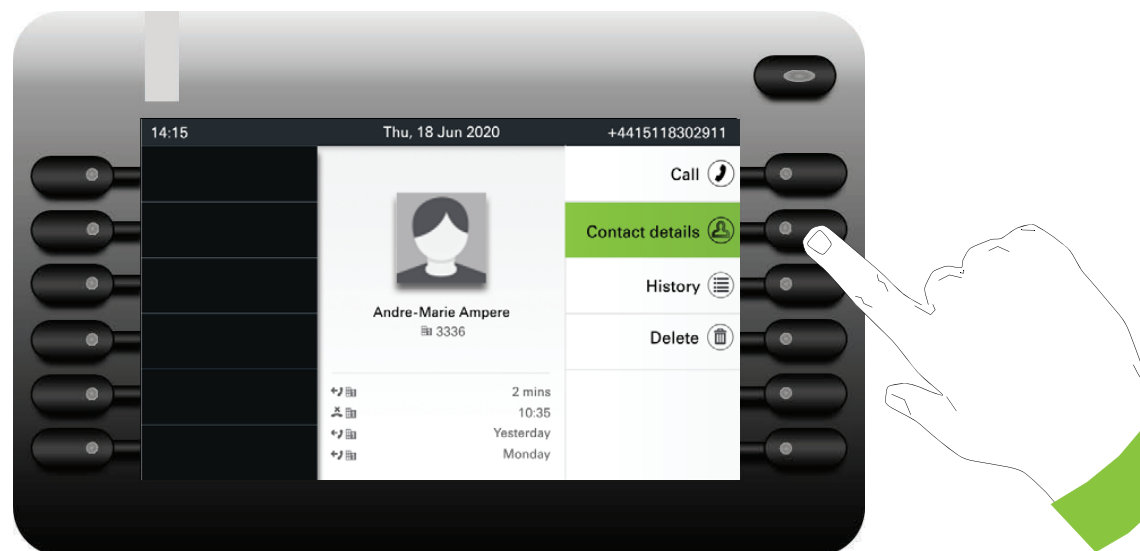 14:15 Thu, 18 Jun 2020 +4415118302911
Call
Contact details
History
Delete
Andre-Marie Ampere
3336
2 mins
10:35
Yesterday
Monday